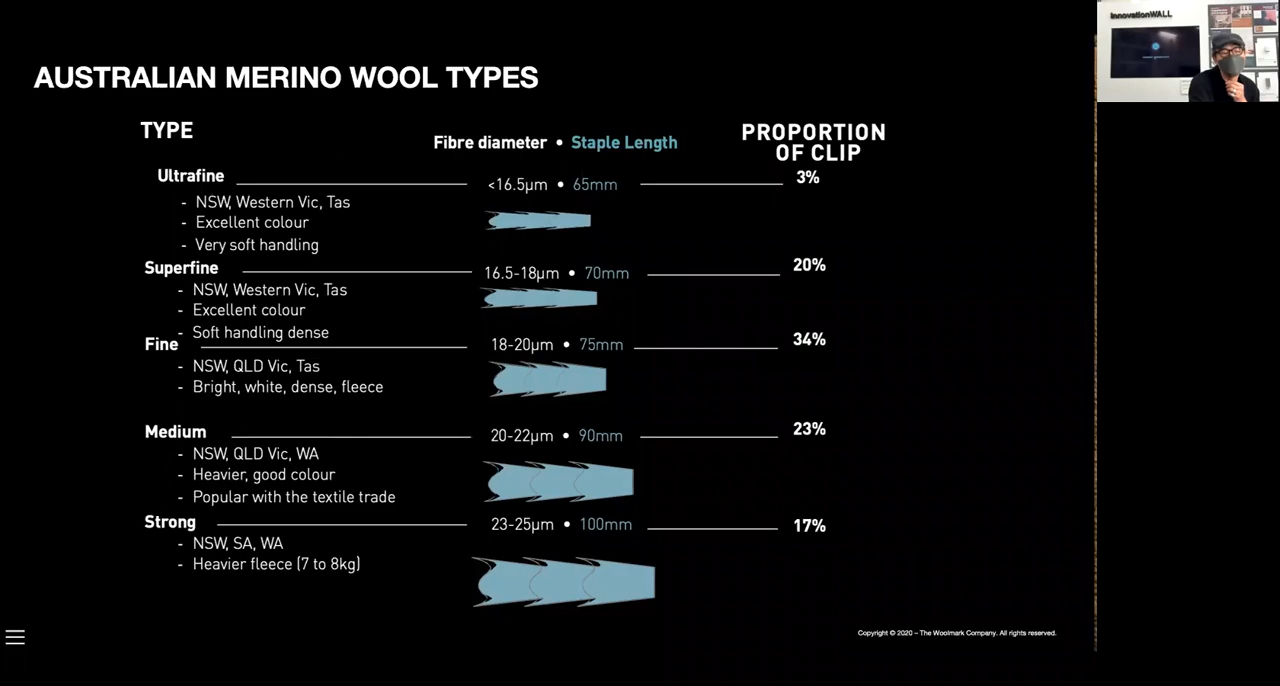 InnovationWALL
AUSTRALIAN MERINO WOOL TYPES
TYPE
Fibre diameter • Staple Length
PROPORTION
OF CLIP
Ultrafine
<16.5µm • 65mm
3%
- NSW, Western Vic, Tas
- Excellent colour
- Very soft handling
Superfine
16.5-18µm • 70mm
20%
- NSW, Western Vic, Tas
- Excellent colour
- Soft handling dense
Fine
18-20µm • 75mm
34%
- NSW, QLD Vic, Tas
- Bright, white, dense, fleece
Medium
20-22µm • 90mm
23%
- NSW, QLD Vic, WA
- Heavier, good colour
- Popular with the textile trade
Strong
23-25µm • 100mm
17%
- NSW, SA, WA
- Heavier fleece (7 to 8kg)
Copyright © 2020 – The Woolmark Company. All rights reserved.